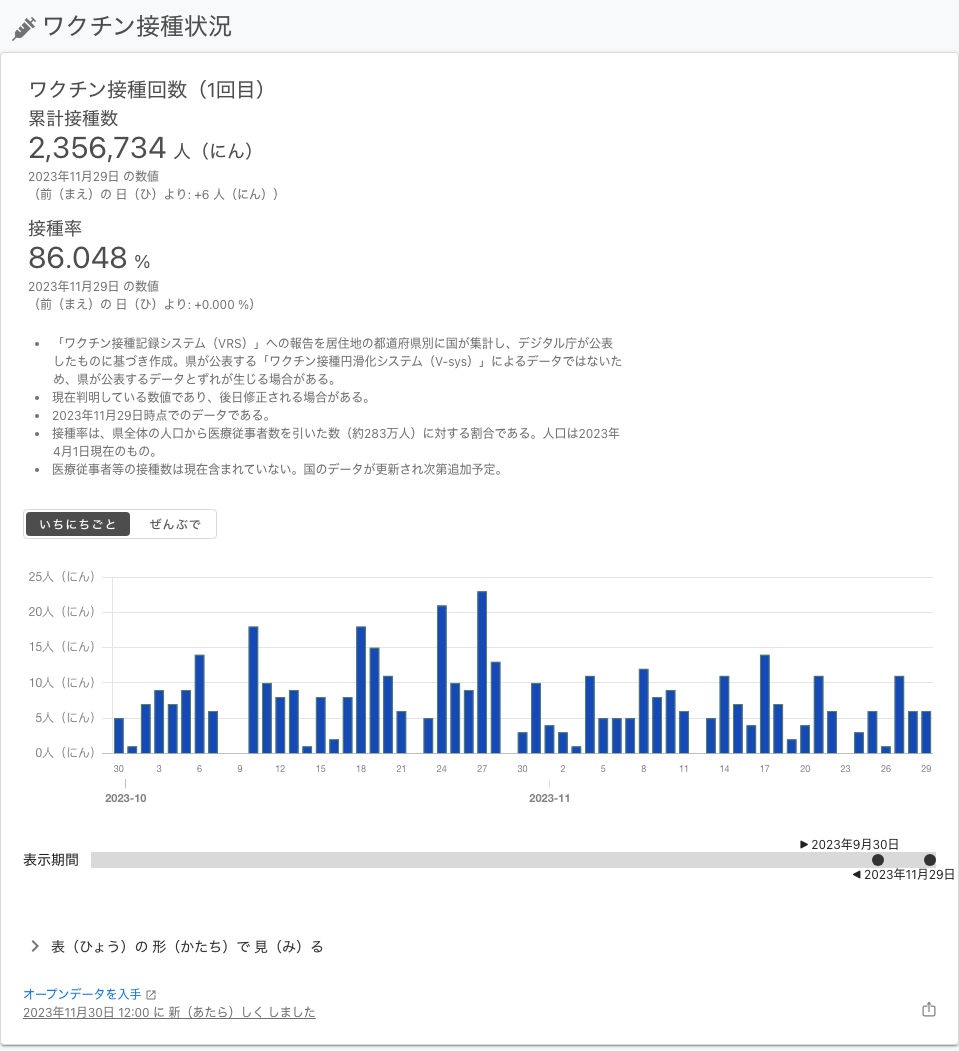 ワクチン接種状況
ワクチン接種回数（1回目）
累計接種数
2,356,734 人（にん）
2023年11月29日 の数値
（前（まえ）の 日（ひ）より: +6 人（にん））
接種率
86.048 %
2023年11月29日 の数値
（前（まえ）の 日（ひ）より: +0.000 %）
• 「ワクチン接種記録システム（VRS）」への報告を居住地の都道府県別に国が集計し、デジタル庁が公表
したものに基づき作成。県が公表する「ワクチン接種円滑化システム（V-sys）」によるデータではないた
め、県が公表するデータとずれが生じる場合がある。
• 現在判明している数値であり、後日修正される場合がある。
• 2023年11月29日時点でのデータである。
• 接種率は、県全体の人口から医療従事者数を引いた数（約283万人）に対する割合である。人口は2023年
4月1日現在のもの。
• 医療従事者等の接種数は現在含まれていない。国のデータが更新され次第追加予定。
いちにちごと ぜんぶで
25人（にん）
20人（にん）
15人（にん）
10人（にん）
5人（にん）
0人（にん）
30 3 6 9 12 15 18 21 24 27 30 2 5 8 11 14 17 20 23 26 29
2023-10 2023-11
▶ 2023年9月30日
表示期間
◀ 2023年11月29日
表（ひょう）の 形（かたち）で 見（み）る
オープンデータを入手
2023年11月30日 12:00 に 新（あたら）しく しました